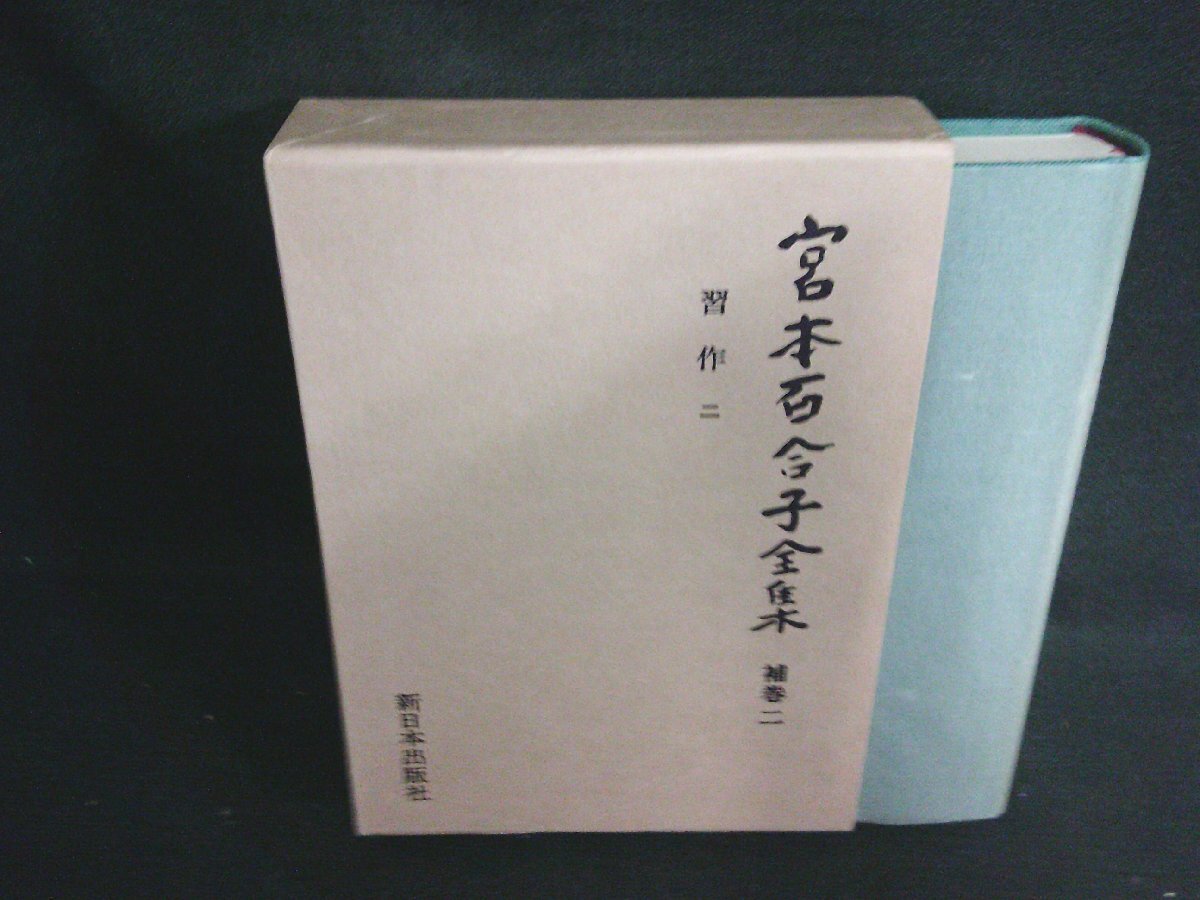 宮本百合子全集 補巻二
習作 二
新日本出版社